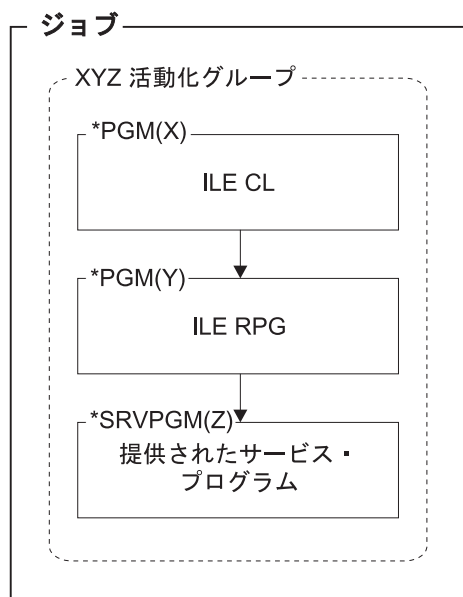 ジョブ
XYZ 活動化グループ
*PGM(X)
ILE CL
*PGM(Y)
ILE RPG
*SRVPGM(Z)
提供されたサービス・
プログラム